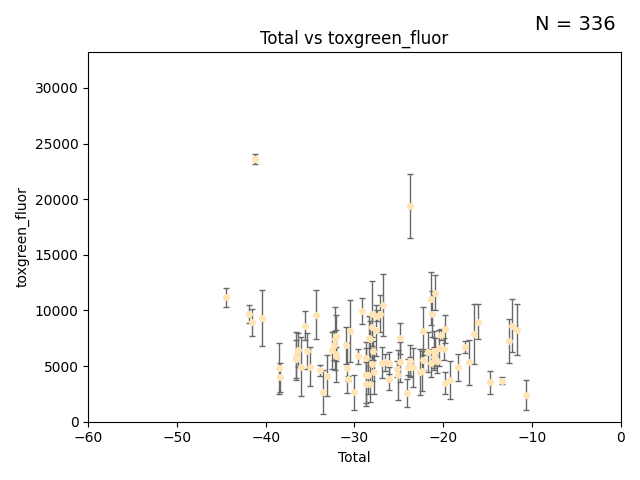 N = 336
Total vs toxgreen_fluor
30000
25000
20000
15000
10000
5000
0
toxgreen_fluor
−60 −50 −40 −30 −20 −10 0
Total